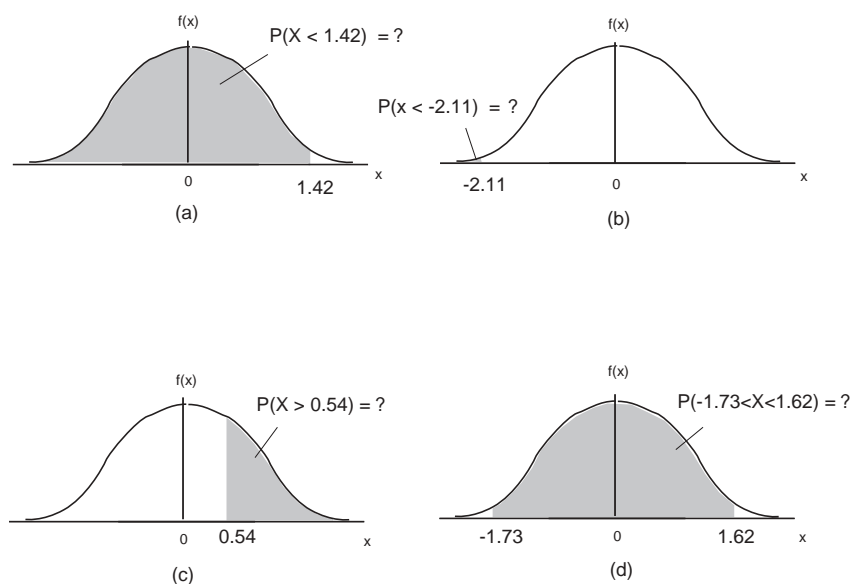 f(x)
P(X < 1.42) = ?
0
1.42
x
(a)
f(x)
P(x < -2.11) = ?
-2.11
0
x
(b)
f(x)
P(X > 0.54) = ?
0
0.54
x
(c)
f(x)
P(-1.73<X<1.62) = ?
-1.73
0
1.62
x
(d)